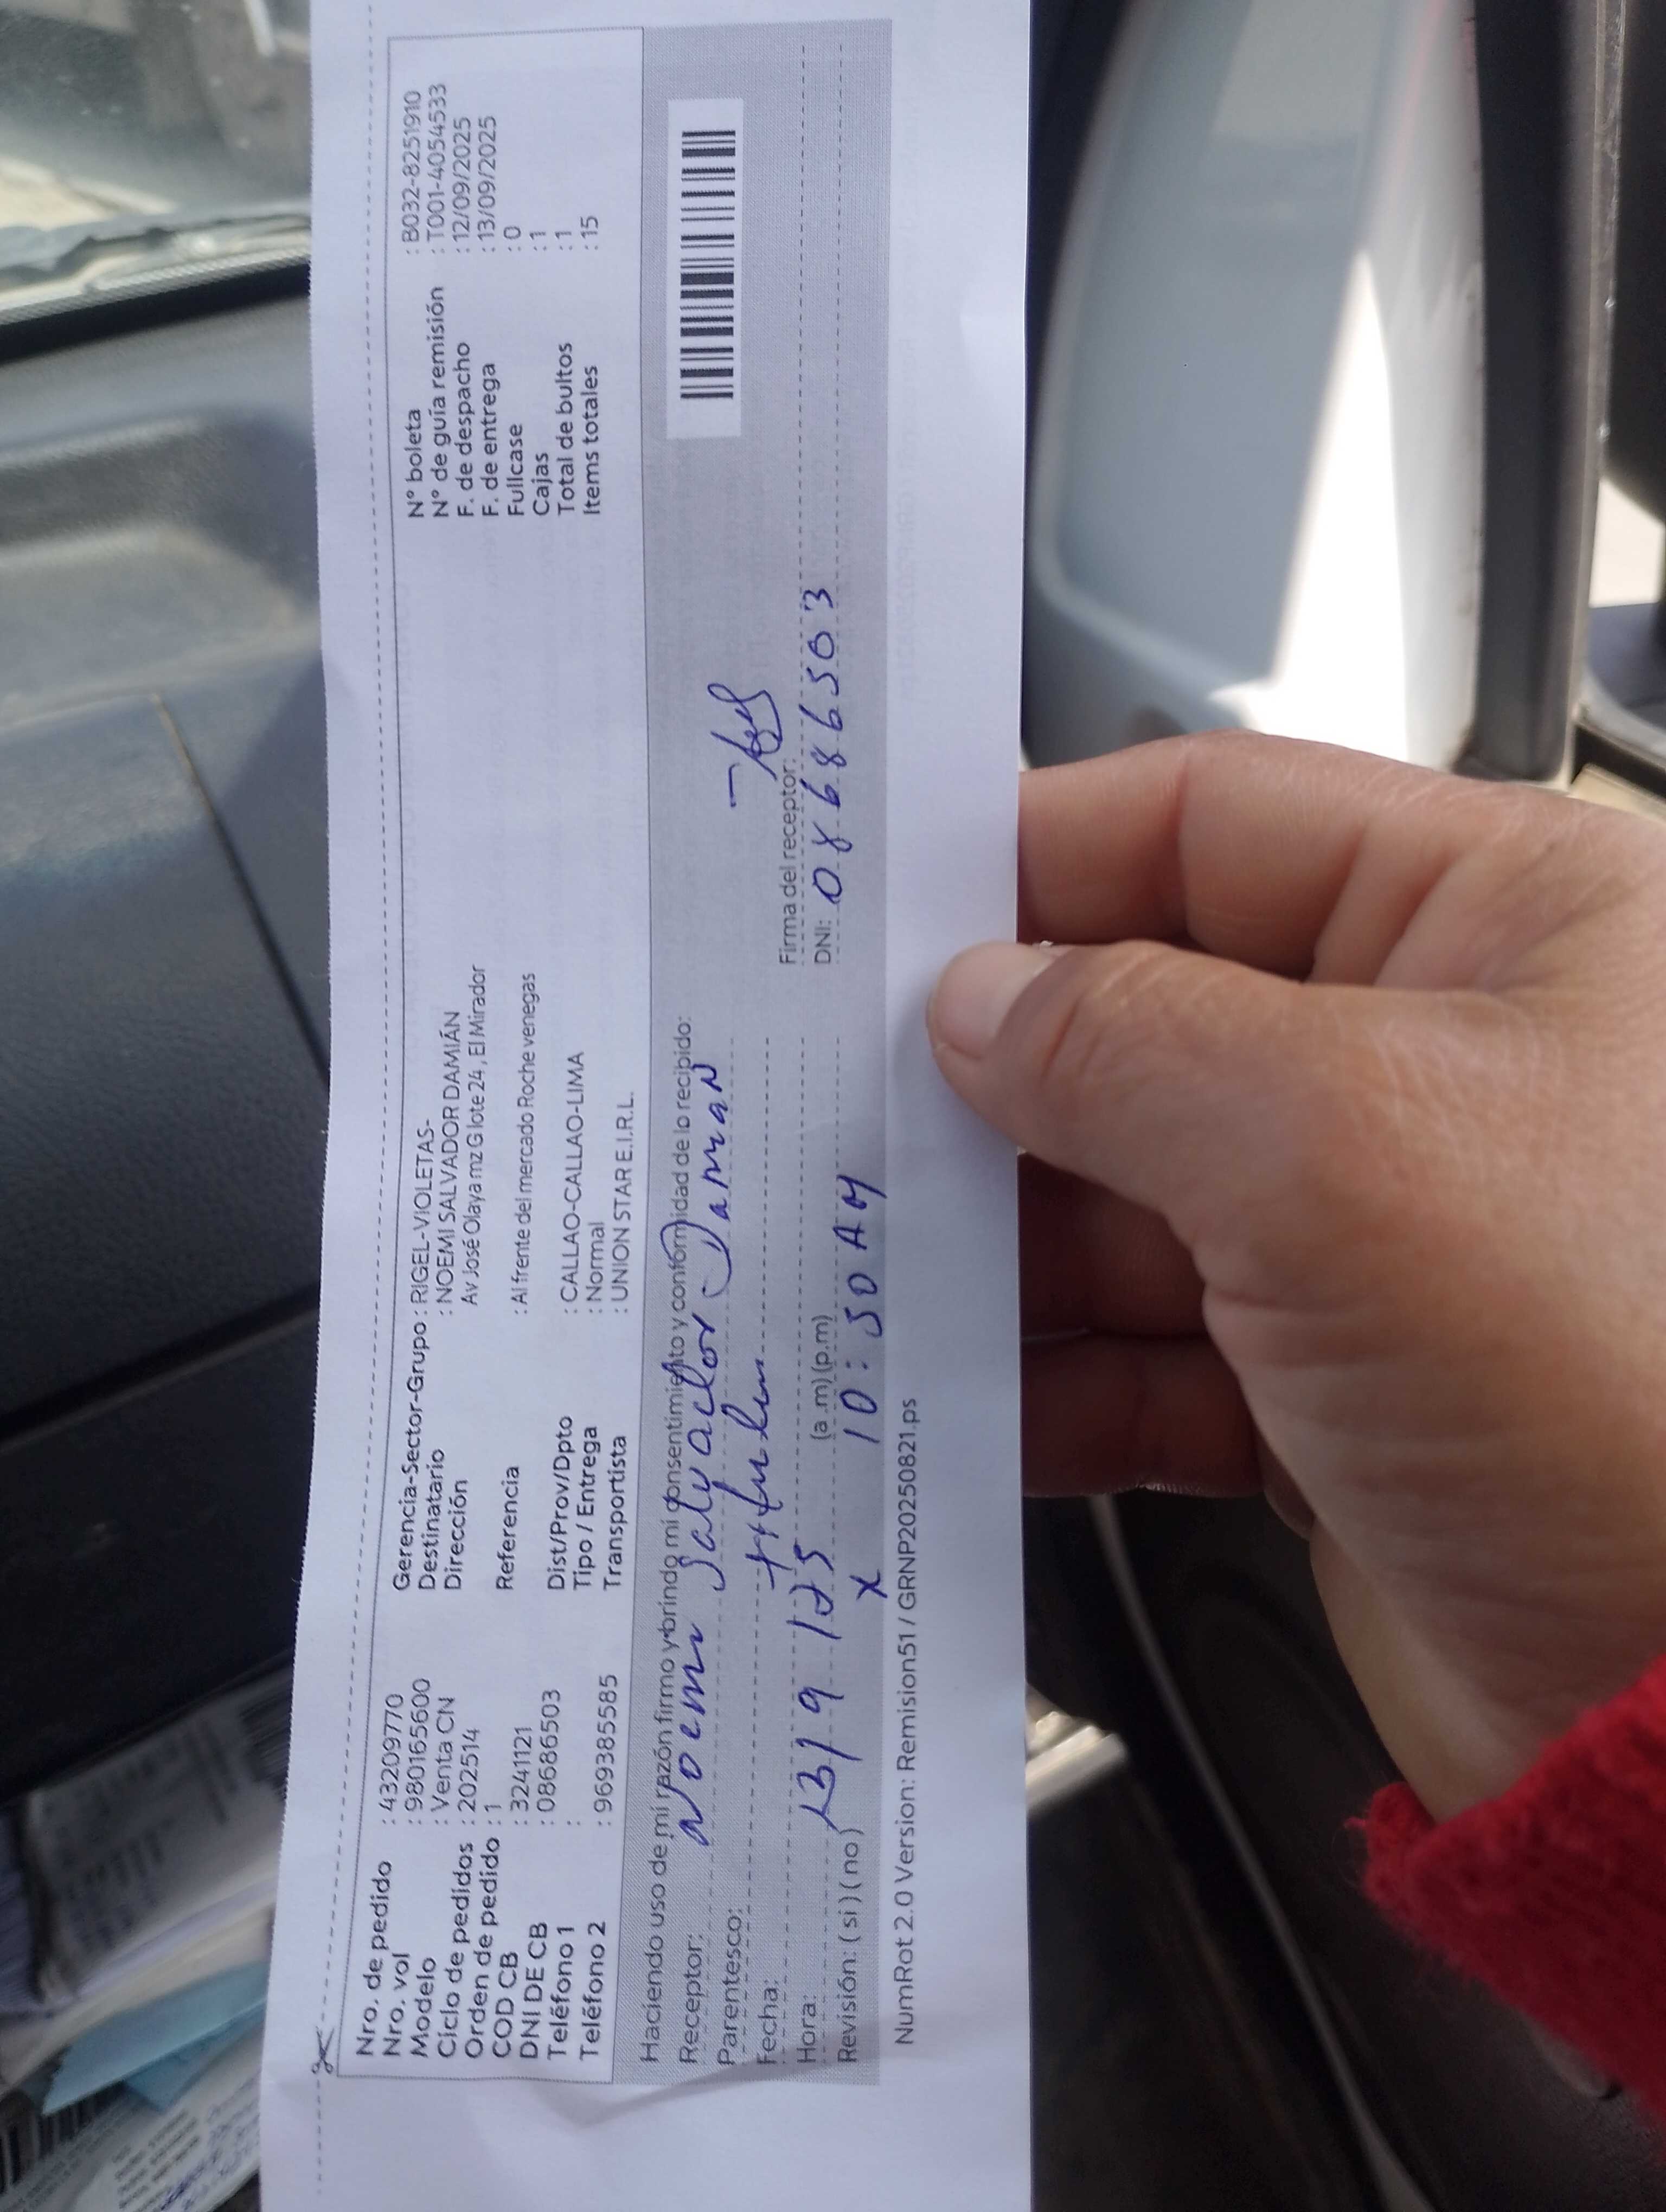 Nro. de pedido : 43209770
Nro. vol : 980165600
Modelo : Venta CN
Ciclo de pedidos : 202514
Orden de pedido : 1
COD CB : 3241121
DNI DE CB : 08686503
Teléfono 1 :
Teléfono 2 : 969385585
Gerencia-Sector-Grupo : RIGEL-VIOLETAS-
Destinatario : NOEMI SALVADOR DAMIÁN
Dirección Av José Olaya mz G lote 24 , El Mirador
Referencia : Al frente del mercado Roche venegas
Dist/Prov/Dpto : CALLAO-CALLAO-LIMA
Tipo / Entrega : Normal
Transportista : UNION STAR E.I.R.L.
N° boleta : B032-8251910
N° de guía remisión : T001-4054533
F. de despacho : 12/09/2025
F. de entrega : 13/09/2025
Fullcase : 0
Cajas : 1
Total de bultos : 1
Items totales : 15
Haciendo uso de mi razón firmo y brindo mi consentimiento y conformidad de lo recibido:
Receptor: Noemi Salvador Damian
Parentesco: titular
Fecha: 13/9/25
Hora: (a.m) (p.m) 10:50 AM
Revisión: ( si ) ( no ) x
Firma del receptor:
DNI: 08686503
NumRot 2.0 Version: Remision51 / GRNP20250821.ps